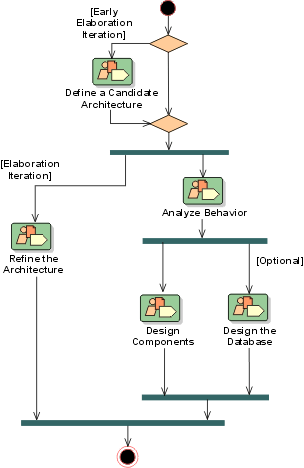 [Early
Elaboration
Iteration]
Define a Candidate
Architecture
[Elaboration
Iteration]
Analyze Behavior
Refine the
Architecture
[Optional]
Design
Components
Design the
Database